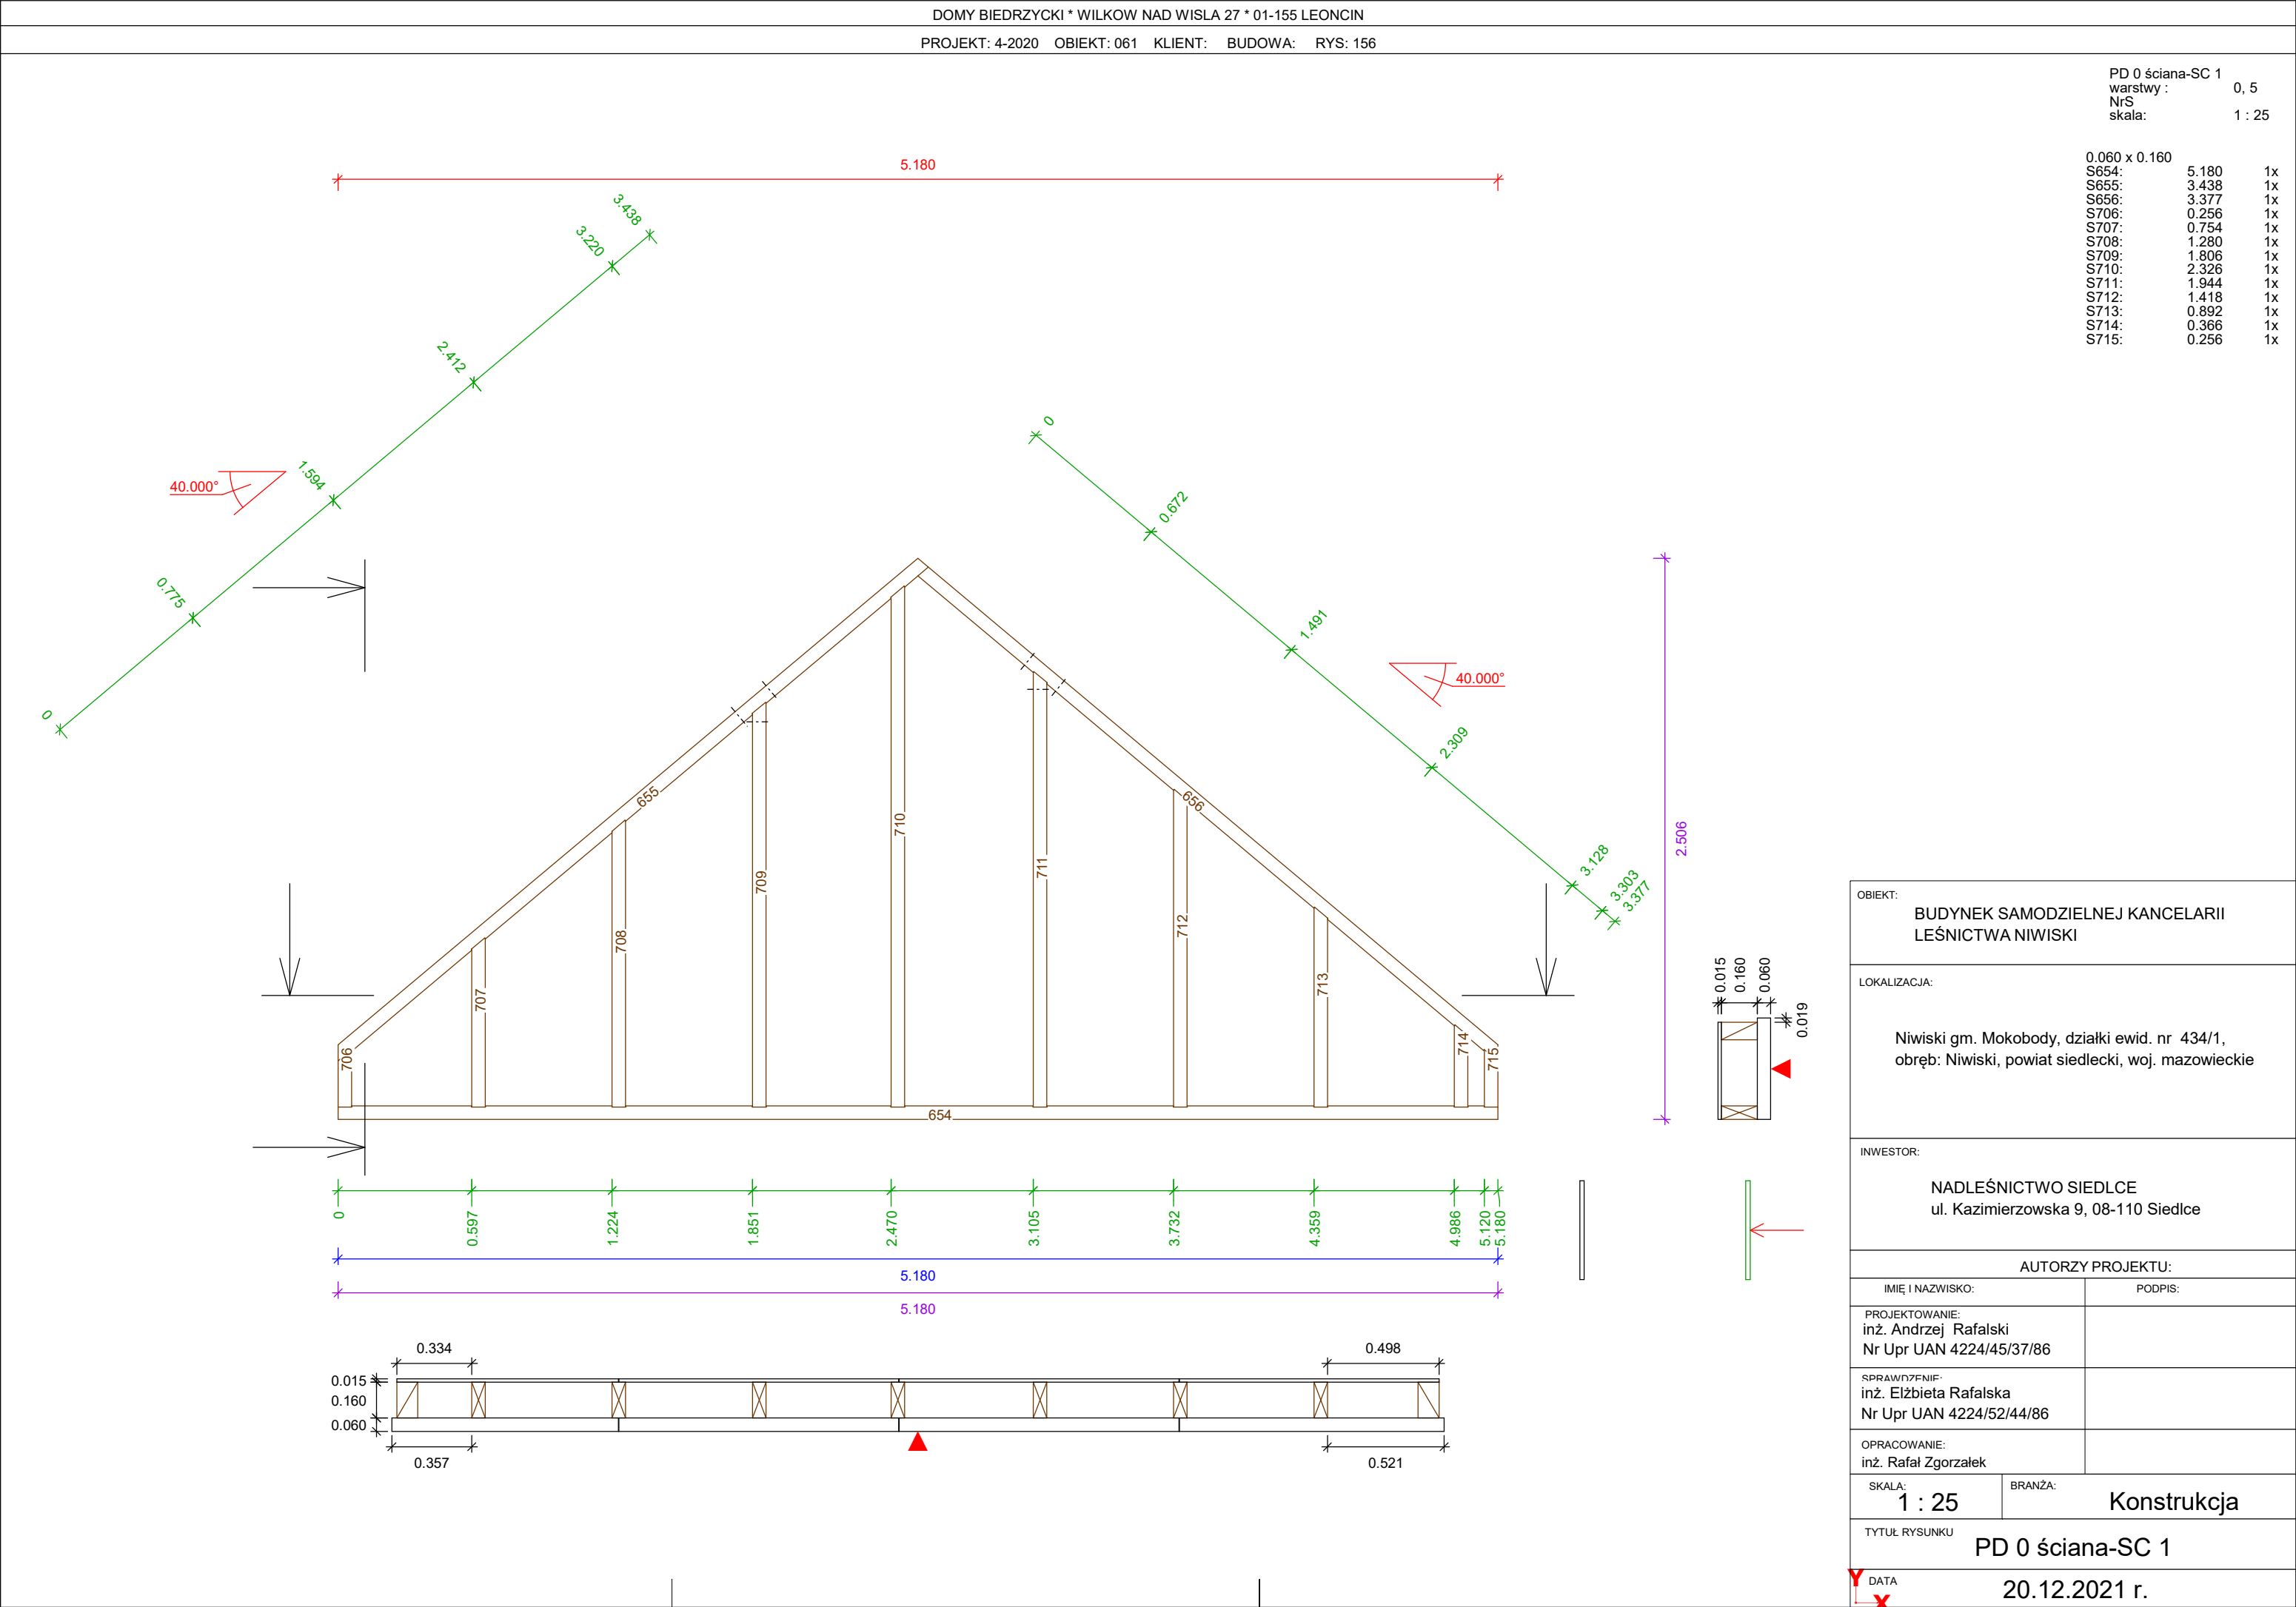 DOMY BIEDRZYCKI * WILKOW NAD WISLA 27 * 01-155 LEONCIN
PROJEKT: 4-2020 OBIEKT: 061 KLIENT: BUDOWA: RYS: 156
PD 0 ściana-SC 1
warstwy : 0, 5
NrS
skala: 1 : 25
0.060 x 0.160
S654: 5.180 1x
S655: 3.438 1x
S656: 3.377 1x
S706: 0.256 1x
S707: 0.754 1x
S708: 1.280 1x
S709: 1.806 1x
S710: 2.326 1x
S711: 1.944 1x
S712: 1.418 1x
S713: 0.892 1x
S714: 0.366 1x
S715: 0.256 1x
5.180
3.438
3.220
2.412
1.594
0.775
0
40.000°
0
0.672
1.491
2.309
3.128
3.303
3.377
40.000°
2.506
655
656
706
707
708
709
710
711
712
713
714
715
654
0.015
0.160
0.060
0.019
0
0.597
1.224
1.851
2.470
3.105
3.732
4.359
4.986
5.120
5.180
5.180
5.180
0.334
0.498
0.015
0.160
0.060
0.357
0.521
OBIEKT:
BUDYNEK SAMODZIELNEJ KANCELARII
LEŚNICTWA NIWISKI
LOKALIZACJA:
Niwiski gm. Mokobody, działki ewid. nr 434/1,
obręb: Niwiski, powiat siedlecki, woj. mazowieckie
INWESTOR:
NADLEŚNICTWO SIEDLCE
ul. Kazimierzowska 9, 08-110 Siedlce
AUTORZY PROJEKTU:
IMIĘ I NAZWISKO: PODPIS:
PROJEKTOWANIE:
inż. Andrzej Rafalski
Nr Upr UAN 4224/45/37/86
SPRAWDZENIE:
inż. Elżbieta Rafalska
Nr Upr UAN 4224/52/44/86
OPRACOWANIE:
inż. Rafał Zgorzałek
SKALA: 1 : 25
BRANŻA: Konstrukcja
TYTUŁ RYSUNKU PD 0 ściana-SC 1
DATA 20.12.2021 r.
Y
X